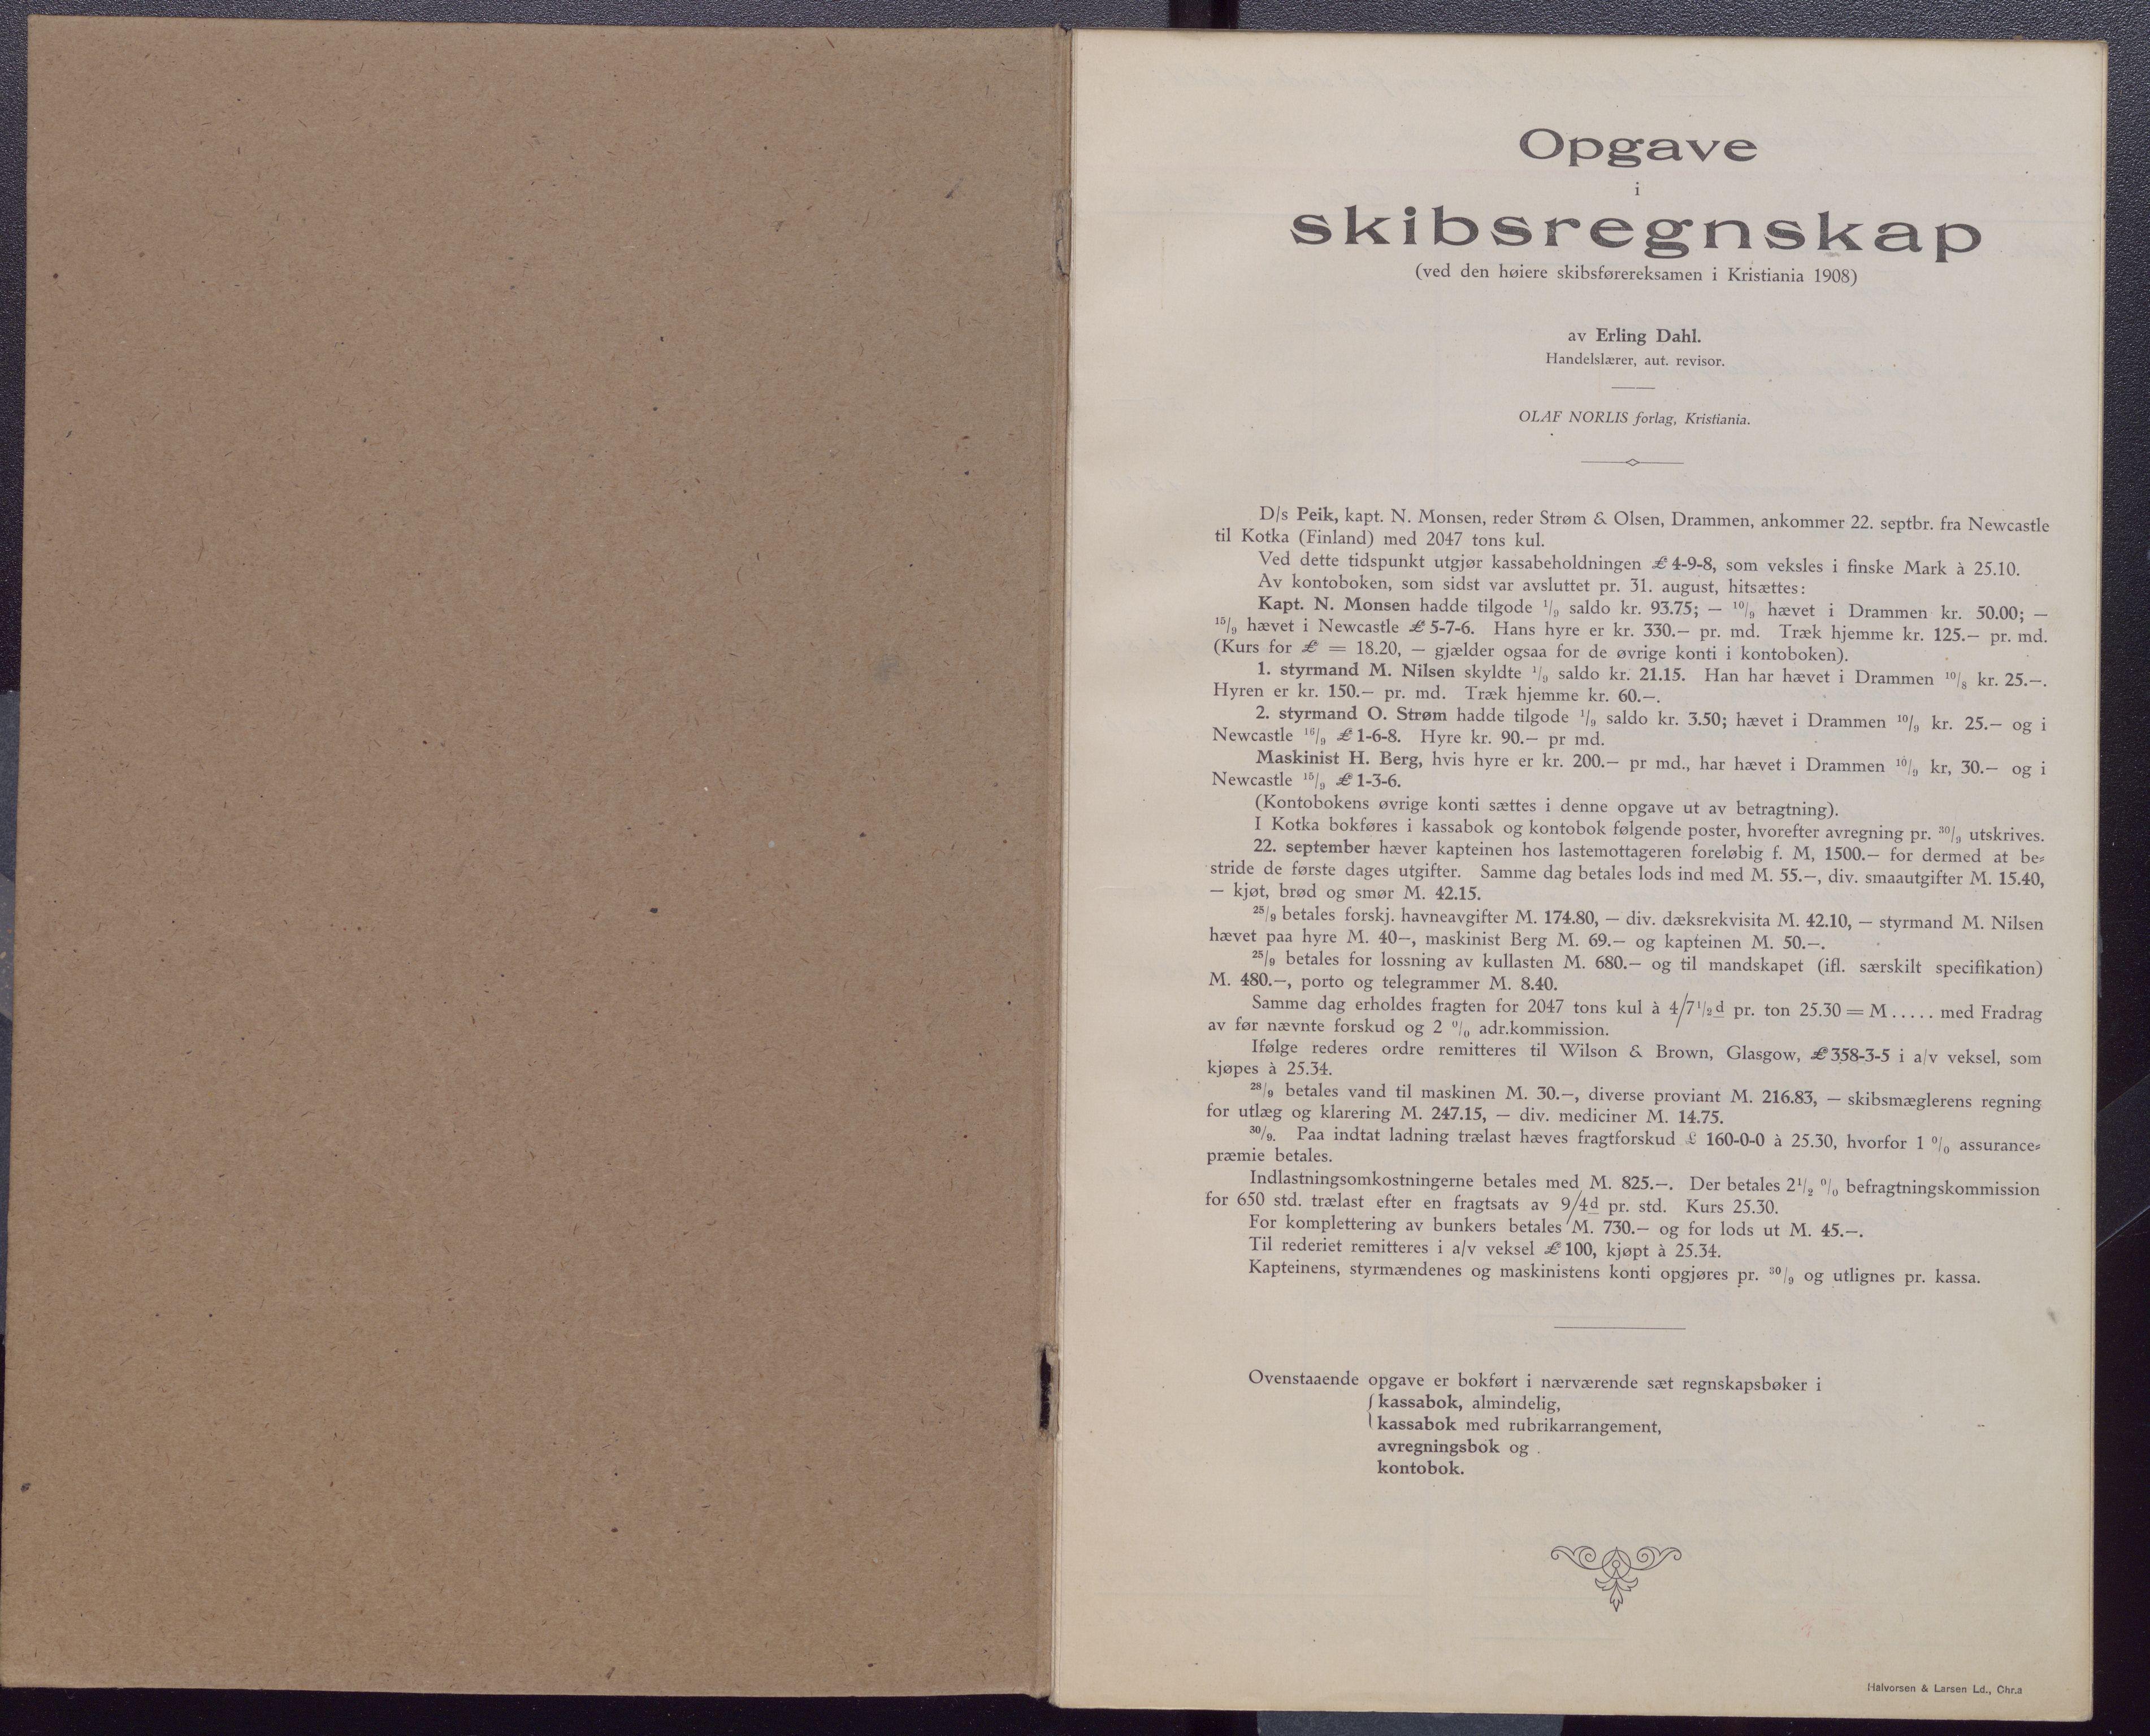 Opgave
i
skibsregnskap
(ved den høiere skibsførereksamen i Kristiania 1908)
av Erling Dahl.
Handelslærer, aut. revisor.
OLAF NORLIS forlag, Kristiania.
D/s Peik, kapt. N. Monsen, reder Strøm & Olsen, Drammen, ankommer 22. septbr. fra Newcastle
til Kotka (Finland) med 2047 tons kul.
Ved dette tidspunkt utgjør kassabeholdningen £ 4-9-8, som veksles i finske Mark à 25.10.
Av kontoboken, som sidst var avsluttet pr. 31. august, hitsættes:
Kapt. N. Monsen hadde tilgode 1/9 saldo kr. 93.75; — 10/9 hævet i Drammen kr. 50.00; —
15/9 hævet i Newcastle £ 5-7-6. Hans hyre er kr. 330.— pr. md. Træk hjemme kr. 125.— pr. md.
(Kurs for £ = 18.20, — gjælder ogsaa for de øvrige konti i kontoboken).
1. styrmand M. Nilsen skyldte 1/9 saldo kr. 21.15. Han har hævet i Drammen 10/8 kr. 25.—.
Hyren er kr. 150.— pr. md. Træk hjemme kr. 60.—.
2. styrmand O. Strøm hadde tilgode 1/9 saldo kr. 3.50; hævet i Drammen 10/9 kr. 25.— og i
Newcastle 16/9 £ 1-6-8. Hyre kr. 90.— pr md.
Maskinist H. Berg, hvis hyre er kr. 200.— pr md., har hævet i Drammen 10/9 kr, 30.— og i
Newcastle 15/9 £ 1-3-6.
(Kontobokens øvrige konti sættes i denne opgave ut av betragtning).
I Kotka bokføres i kassabok og kontobok følgende poster, hvorefter avregning pr. 30/9 utskrives.
22. september hæver kapteinen hos lastemottageren foreløbig f. M, 1500.— for dermed at be=
stride de første dages utgifter. Samme dag betales lods ind med M. 55.—, div. smaautgifter M. 15.40,
— kjøt, brød og smør M. 42.15.
25/9 betales forskj. havneavgifter M. 174.80, — div. dæksrekvisita M. 42.10, — styrmand M. Nilsen
hævet paa hyre M. 40—, maskinist Berg M. 69.— og kapteinen M. 50.—.
25/9 betales for lossning av kullasten M. 680.— og til mandskapet (ifl. særskilt specifikation)
M. 480.—, porto og telegrammer M. 8.40.
Samme dag erholdes fragten for 2047 tons kul à 4/7 1/2 d pr. ton 25.30 = M ..... med Fradrag
av før nævnte forskud og 2 % adr.kommission.
Ifølge rederes ordre remitteres til Wilson & Brown, Glasgow, £ 358-3-5 i a/v veksel, som
kjøpes à 25.34.
28/9 betales vand til maskinen M. 30.—, diverse proviant M. 216.83, — skibsmæglerens regning
for utlæg og klarering M. 247.15, — div. mediciner M. 14.75.
30/9. Paa indtat ladning trælast hæves fragtforskud £ 160-0-0 à 25.30, hvorfor 1 % assurance=
præmie betales.
Indlastningsomkostningerne betales med M. 825.—. Der betales 2 1/2 % befragtningskommission
for 650 std. trælast efter en fragtsats av 9/4 d pr. std. Kurs 25.30.
For komplettering av bunkers betales M. 730.— og for lods ut M. 45.—.
Til rederiet remitteres i a/v veksel £ 100, kjøpt à 25.34.
Kapteinens, styrmændenes og maskinistens konti opgjøres pr. 30/9 og utlignes pr. kassa.
Ovenstaaende opgave er bokført i nærværende sæt regnskapsbøker i
kassabok, almindelig,
kassabok med rubrikarrangement,
avregningsbok og
kontobok.
Halvorsen & Larsen Ld., Chr.a